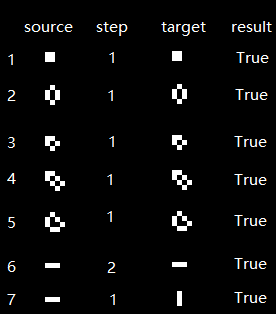 source step target result
1 1 True
2 1 True
3 1 True
4 1 True
5 1 True
6 2 True
7 1 True